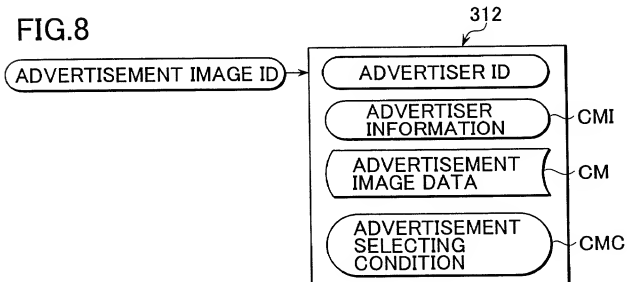 FIG.8
312
ADVERTISEMENT IMAGE ID
ADVERTISER ID
ADVERTISER
INFORMATION
CMI
ADVERTISEMENT
IMAGE DATA
CM
ADVERTISEMENT
SELECTING
CONDITION
CMC